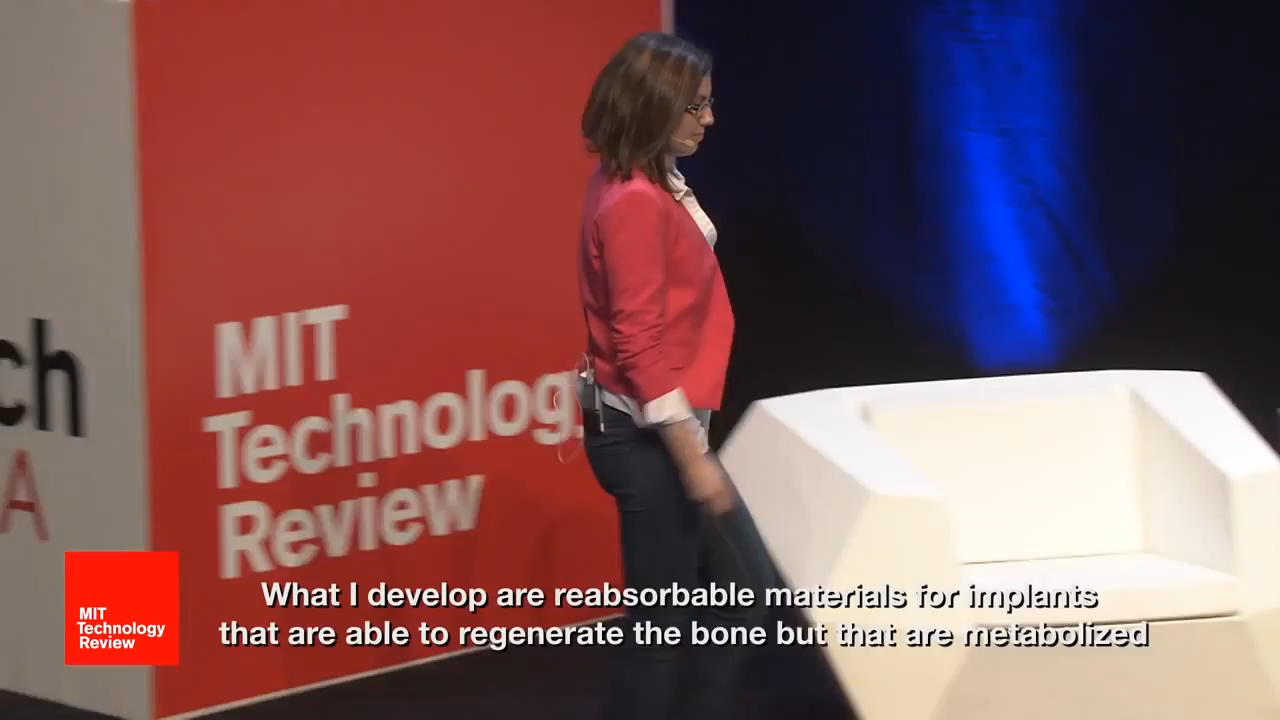 ch
A
MIT
Technology
Review
MIT
Technology
Review
What I develop are reabsorbable materials for implants
that are able to regenerate the bone but that are metabolized